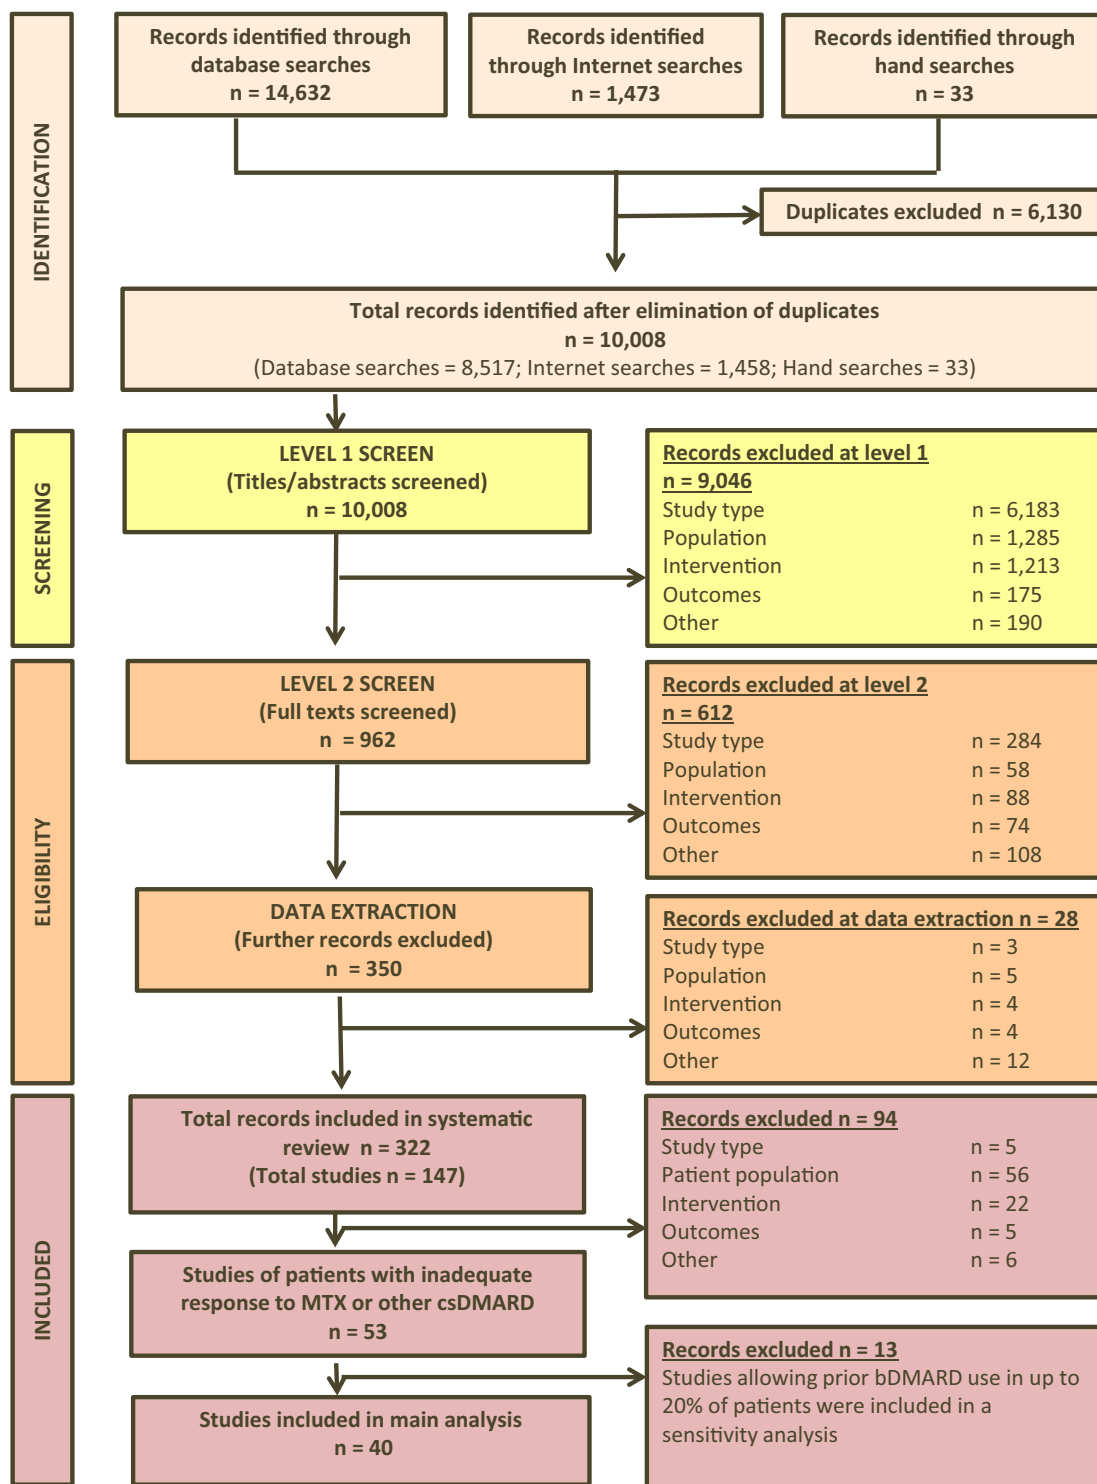 IDENTIFICATION
Records identified through
database searches
n = 14,632
Records identified
through Internet searches
n = 1,473
Records identified through
hand searches
n = 33
Duplicates excluded n = 6,130
Total records identified after elimination of duplicates
n = 10,008
(Database searches = 8,517; Internet searches = 1,458; Hand searches = 33)
SCREENING
LEVEL 1 SCREEN
(Titles/abstracts screened)
n = 10,008
Records excluded at level 1
n = 9,046
Study type n = 6,183
Population n = 1,285
Intervention n = 1,213
Outcomes n = 175
Other n = 190
ELIGIBILITY
LEVEL 2 SCREEN
(Full texts screened)
n = 962
Records excluded at level 2
n = 612
Study type n = 284
Population n = 58
Intervention n = 88
Outcomes n = 74
Other n = 108
DATA EXTRACTION
(Further records excluded)
n = 350
Records excluded at data extraction n = 28
Study type n = 3
Population n = 5
Intervention n = 4
Outcomes n = 4
Other n = 12
INCLUDED
Total records included in systematic
review n = 322
(Total studies n = 147)
Records excluded n = 94
Study type n = 5
Patient population n = 56
Intervention n = 22
Outcomes n = 5
Other n = 6
Studies of patients with inadequate
response to MTX or other csDMARD
n = 53
Records excluded n = 13
Studies allowing prior bDMARD use in up to
20% of patients were included in a
sensitivity analysis
Studies included in main analysis
n = 40